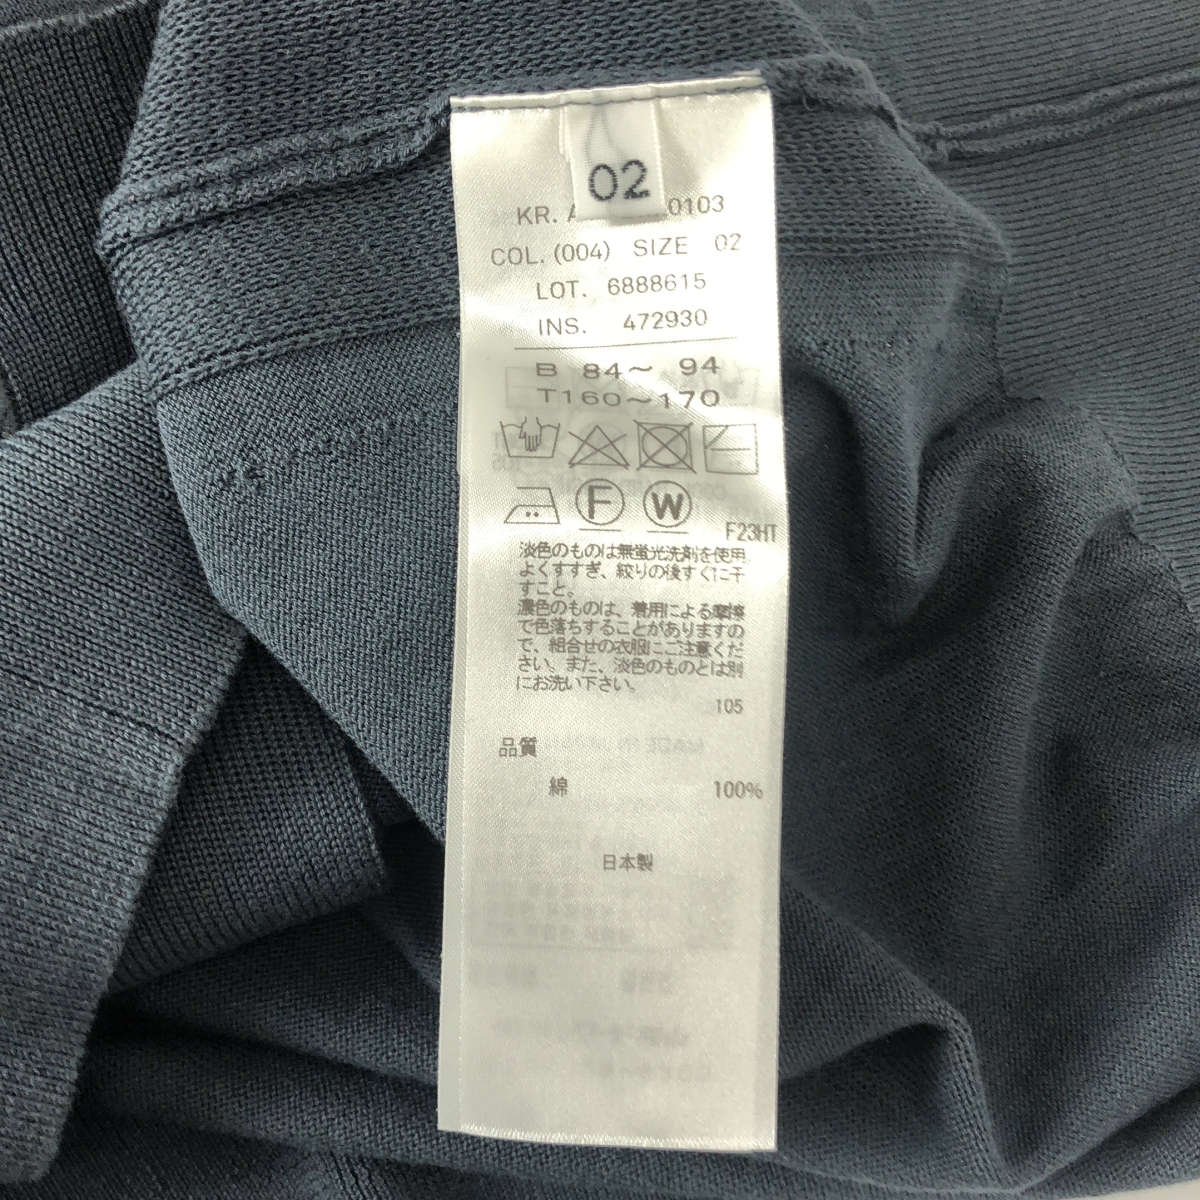 02
KR. A 0103
COL. (004) SIZE 02
LOT. 6888615
INS. 472930
B 84～ 94
T160～170
F W
F23HT
淡色のものは無蛍光洗剤を使用
よくすすぎ、絞りの後すぐに干
すこと。
濃色のものは、着用による摩擦
で色落ちすることがありますの
で、組合せの衣服にご注意くだ
さい。また、淡色のものとは別
にお洗い下さい。
105
品質
綿 100%
日本製